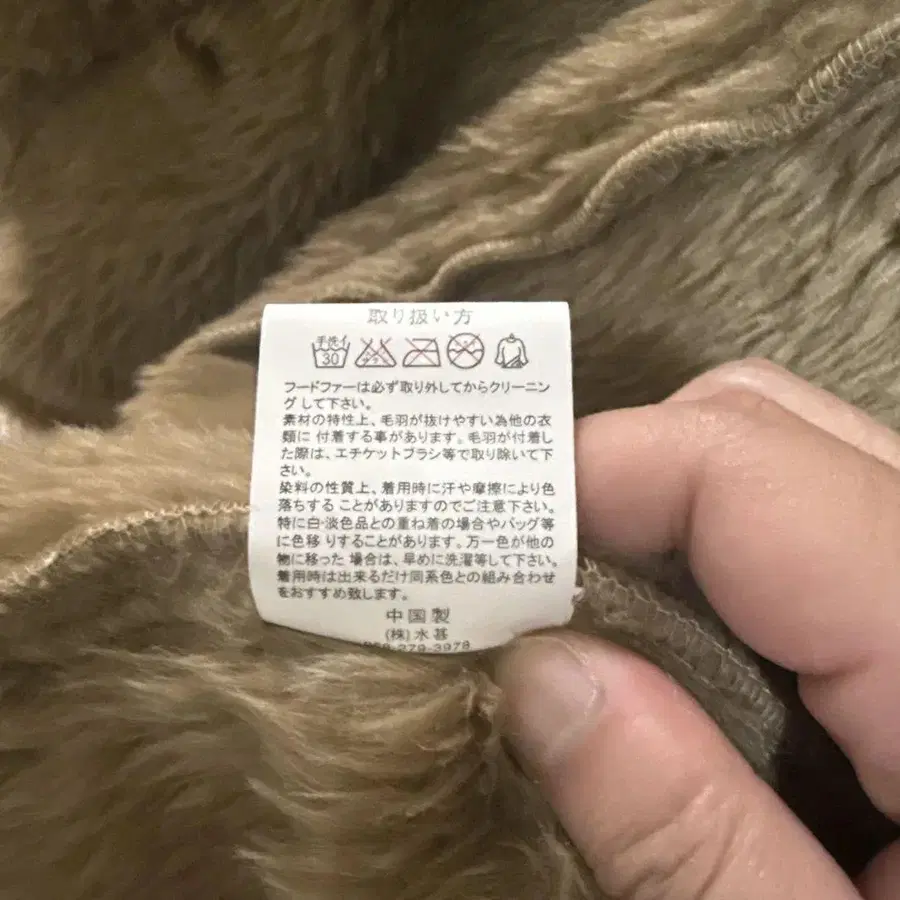 取り扱い方
手洗イ
30
フードファーは必ず取り外してからクリーニン
グ して下さい。
素材の特性上、毛羽が抜けやすい為他の衣
類に 付着する事があります。毛羽が付着し
た際は、エチケットブラシ等で取り除いて下
さい。
染料の性質上、着用時に汗や摩擦により色
落ちする ことがありますのでご注意下さい。
特に白・淡色品との重ね着の場合やバッグ等
に色移 りすることがあります。万一色が他の
物に移った 場合は、早めに洗濯等して下さい。
着用時は出来るだけ同系色との組み合わせ
をおすすめ致します。
中国製
(株)水甚
058-279-3978